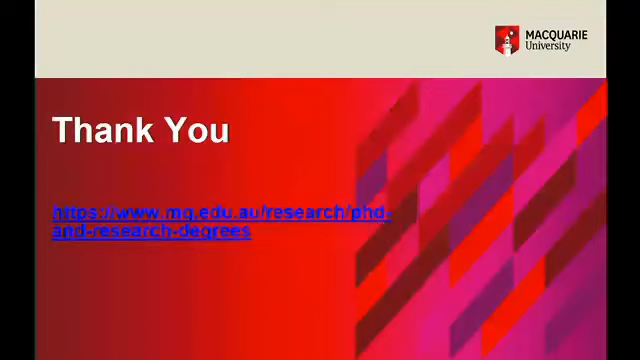 MACQUARIE
University
Thank You
https://www.mq.edu.au/research/phd-
and-research-degrees